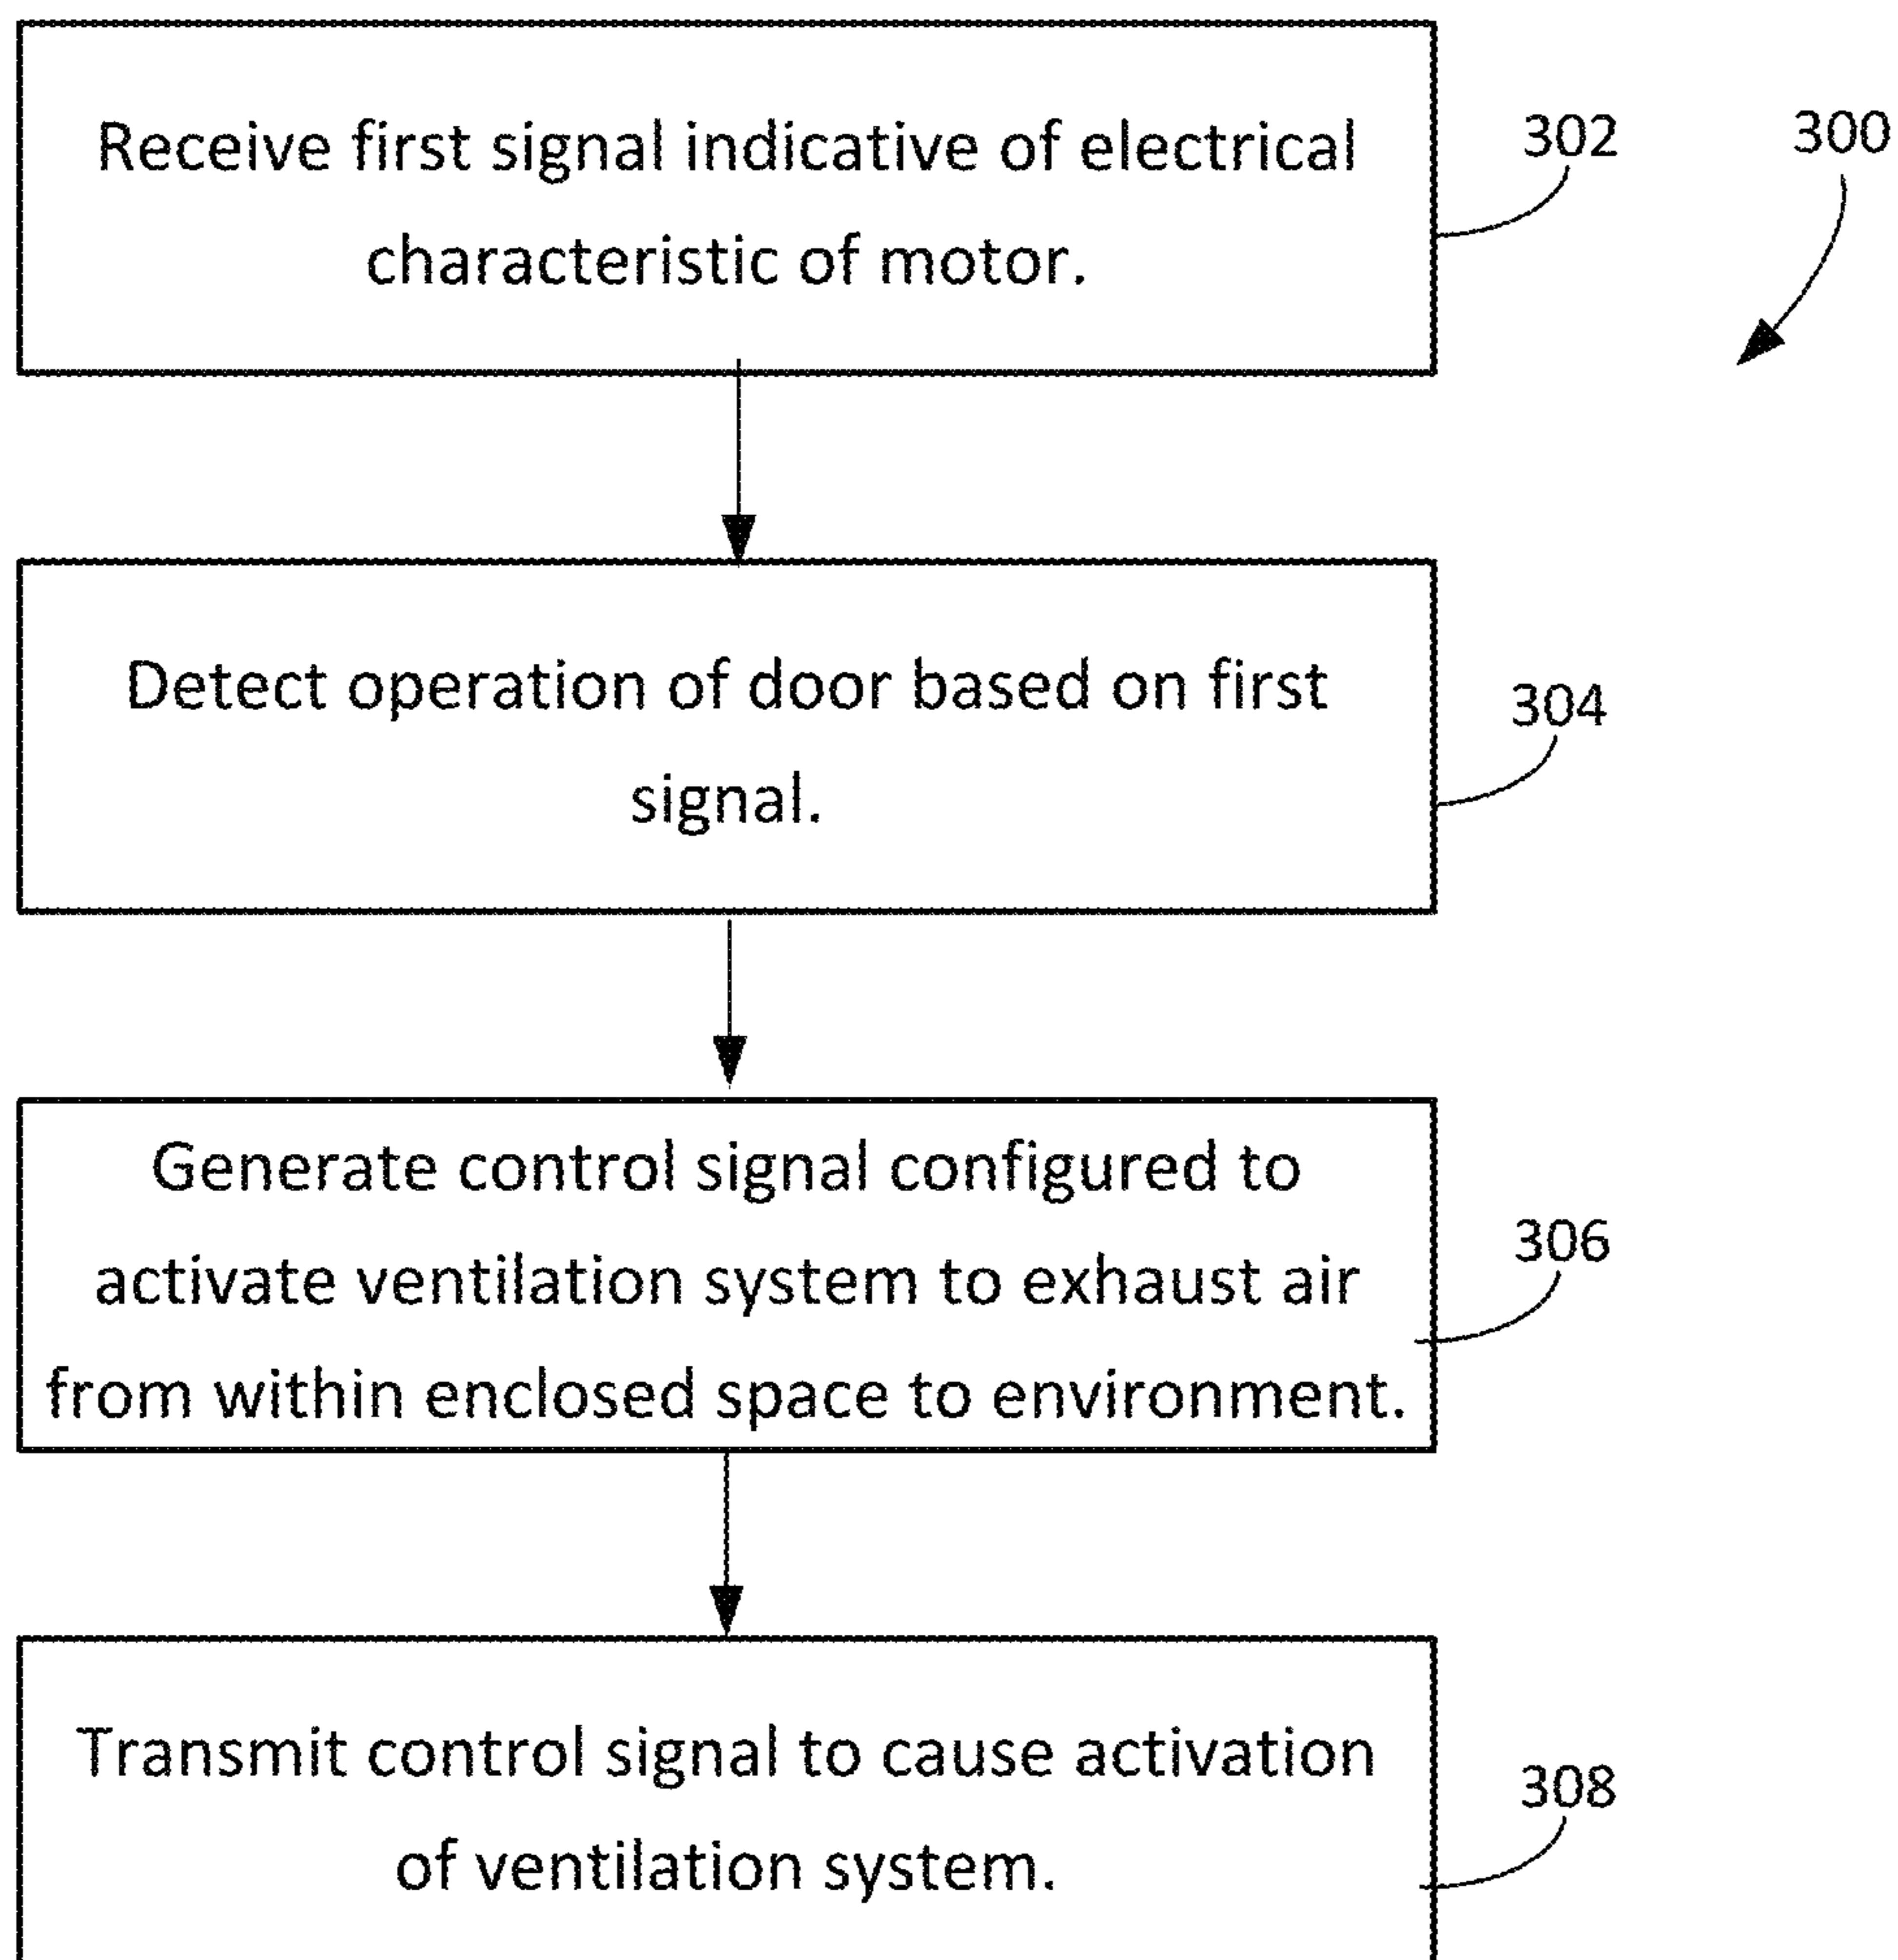 Receive first signal indicative of electrical
characteristic of motor.
302
300
Detect operation of door based on first
signal.
304
Generate control signal configured to
activate ventilation system to exhaust air
from within enclosed space to environment.
306
Transmit control signal to cause activation
of ventilation system.
308